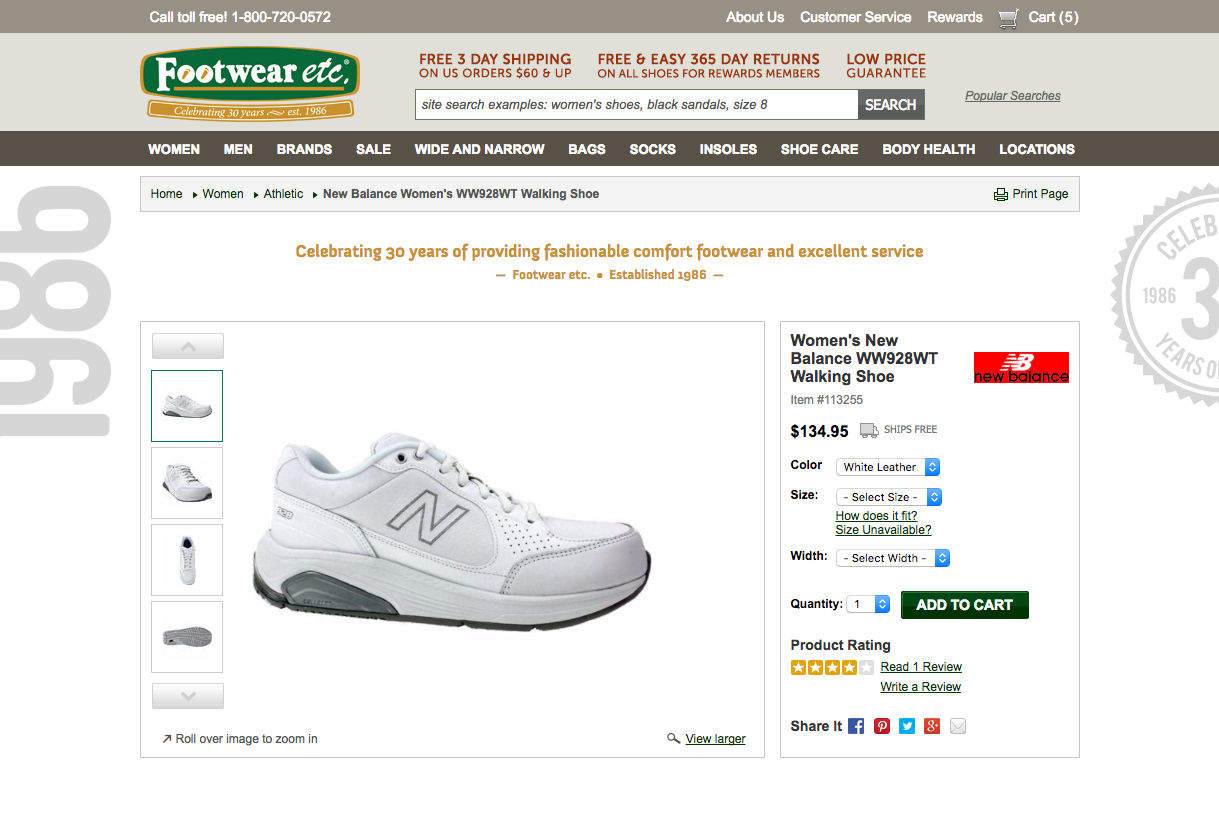 Call toll free! 1-800-720-0572
About Us Customer Service Rewards Cart (5)
Footwear etc.®
Celebrating 30 years est. 1986
FREE 3 DAY SHIPPING
ON US ORDERS $60 & UP
FREE & EASY 365 DAY RETURNS
ON ALL SHOES FOR REWARDS MEMBERS
LOW PRICE
GUARANTEE
site search examples: women's shoes, black sandals, size 8
SEARCH
Popular Searches
WOMEN MEN BRANDS SALE WIDE AND NARROW BAGS SOCKS INSOLES SHOE CARE BODY HEALTH LOCATIONS
Home Women Athletic New Balance Women's WW928WT Walking Shoe
Print Page
1986
Celebrating 30 years of providing fashionable comfort footwear and excellent service
— Footwear etc. • Established 1986 —
CELEB
1986 3
YEARS O
Women's New
Balance WW928WT
Walking Shoe
NB
new balance
Item #113255
$134.95 SHIPS FREE
Color White Leather
Size: - Select Size -
How does it fit?
Size Unavailable?
Width: - Select Width -
Quantity: 1 ADD TO CART
Product Rating
Read 1 Review
Write a Review
Share It
928
N
Roll over image to zoom in
View larger